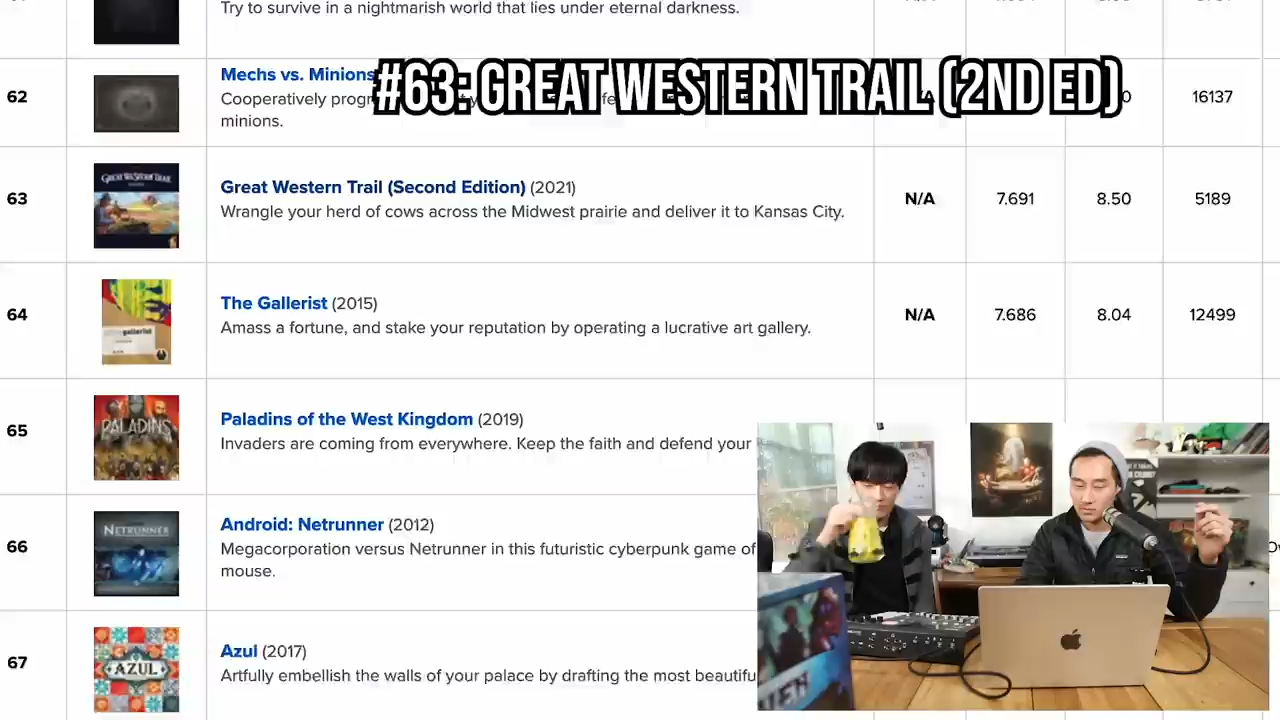 Try to survive in a nightmarish world that lies under eternal darkness.
#63: GREAT WESTERN TRAIL (2ND ED)
62
Mechs vs. Minions
Cooperatively
minions.
16137
63
GREAT WESTERN TRAIL
Great Western Trail (Second Edition) (2021)
Wrangle your herd of cows across the Midwest prairie and deliver it to Kansas City.
N/A
7.691
8.50
5189
64
The Gallerist (2015)
Amass a fortune, and stake your reputation by operating a lucrative art gallery.
N/A
7.686
8.04
12499
65
PALADINS
Paladins of the West Kingdom (2019)
Invaders are coming from everywhere. Keep the faith and defend your
66
NETRUNNER
Android: Netrunner (2012)
Megacorporation versus Netrunner in this futuristic cyberpunk game of
mouse.
67
AZUL
Azul (2017)
Artfully embellish the walls of your palace by drafting the most